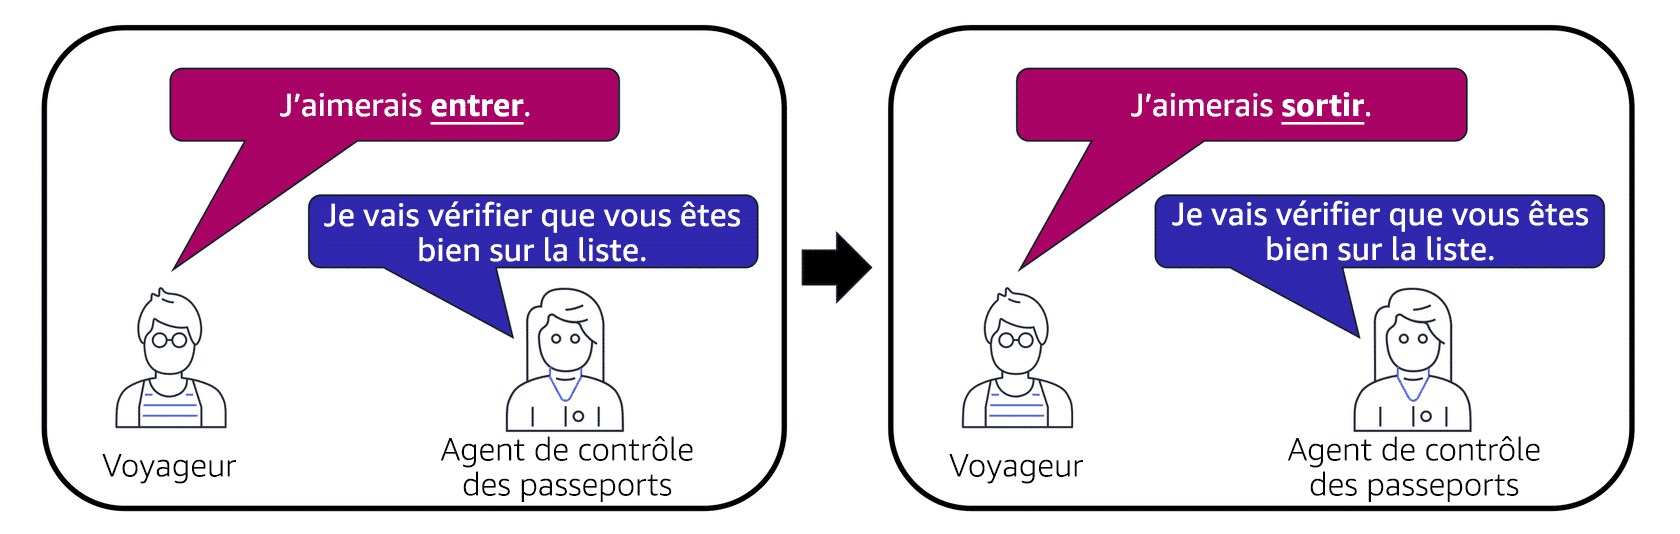 J’aimerais entrer.
Je vais vérifier que vous êtes
bien sur la liste.
Voyageur
Agent de contrôle
des passeports
J’aimerais sortir.
Je vais vérifier que vous êtes
bien sur la liste.
Voyageur
Agent de contrôle
des passeports